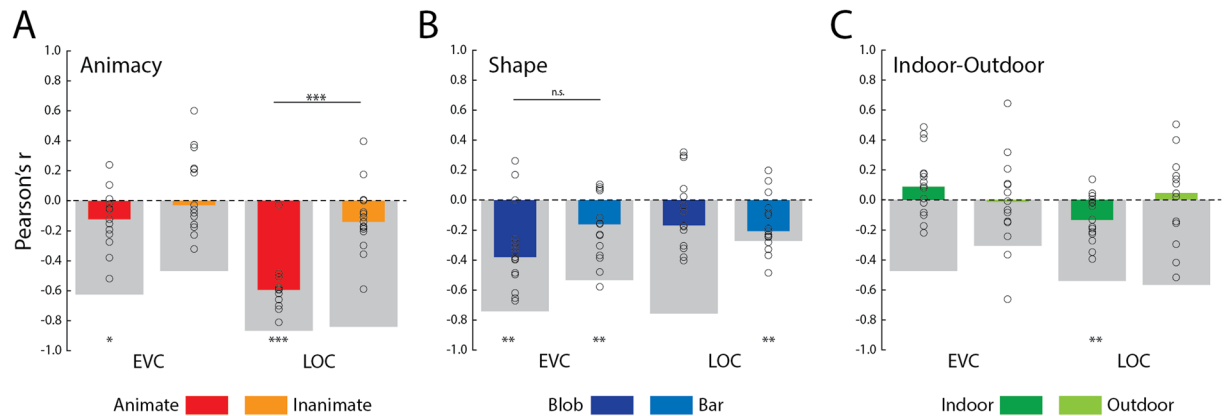 A
B
C
Animacy
Shape
Indoor-Outdoor
Pearson's r
1.0
0.8
0.6
0.4
0.2
0.0
-0.2
-0.4
-0.6
-0.8
-1.0
***
*
***
EVC
LOC
Animate
Inanimate
1.0
0.8
0.6
0.4
0.2
0.0
-0.2
-0.4
-0.6
-0.8
-1.0
n.s.
**
**
**
EVC
LOC
Blob
Bar
1.0
0.8
0.6
0.4
0.2
0.0
-0.2
-0.4
-0.6
-0.8
-1.0
**
EVC
LOC
Indoor
Outdoor